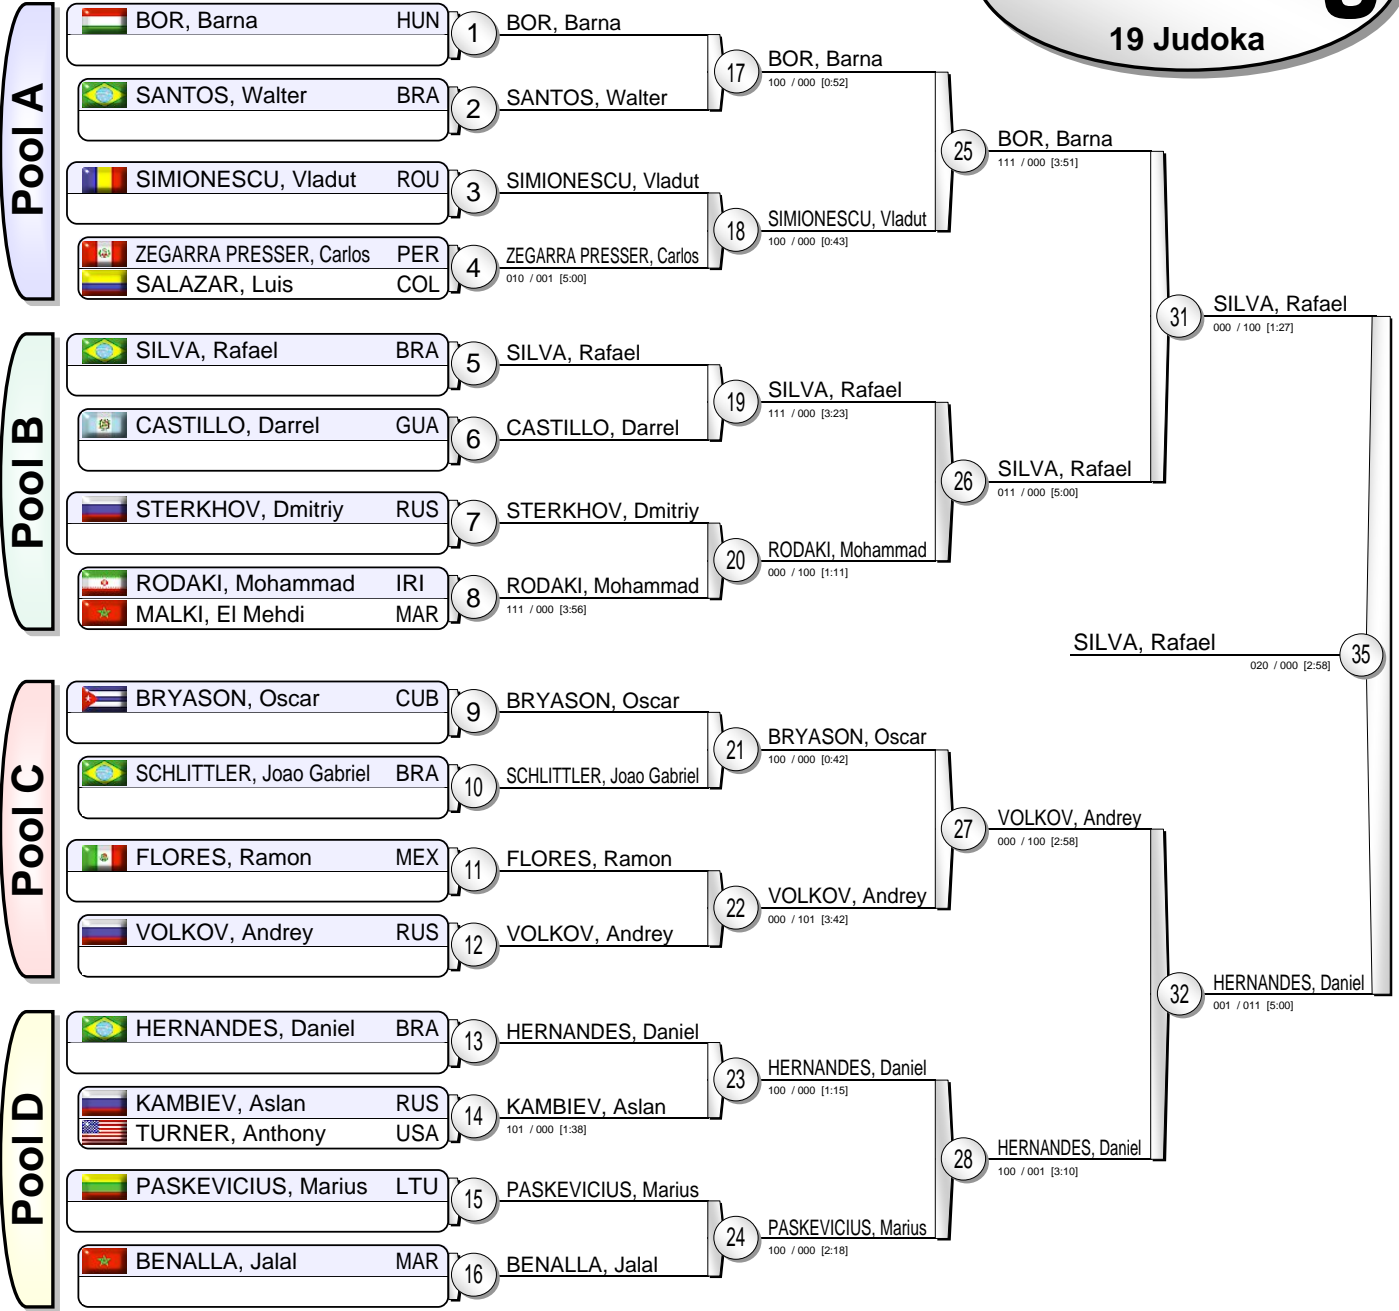 19 Judoka
Pool A
BOR, Barna HUN
SANTOS, Walter BRA
SIMIONESCU, Vladut ROU
ZEGARRA PRESSER, Carlos PER
SALAZAR, Luis COL
Pool B
SILVA, Rafael BRA
CASTILLO, Darrel GUA
STERKHOV, Dmitriy RUS
RODAKI, Mohammad IRI
MALKI, El Mehdi MAR
Pool C
BRYASON, Oscar CUB
SCHLITTLER, Joao Gabriel BRA
FLORES, Ramon MEX
VOLKOV, Andrey RUS
Pool D
HERNANDES, Daniel BRA
KAMBIEV, Aslan RUS
TURNER, Anthony USA
PASKEVICIUS, Marius LTU
BENALLA, Jalal MAR
1 BOR, Barna
2 SANTOS, Walter
3 SIMIONESCU, Vladut
4 ZEGARRA PRESSER, Carlos
010 / 001 [5:00]
5 SILVA, Rafael
6 CASTILLO, Darrel
7 STERKHOV, Dmitriy
8 RODAKI, Mohammad
111 / 000 [3:56]
9 BRYASON, Oscar
10 SCHLITTLER, Joao Gabriel
11 FLORES, Ramon
12 VOLKOV, Andrey
13 HERNANDES, Daniel
14 KAMBIEV, Aslan
101 / 000 [1:38]
15 PASKEVICIUS, Marius
16 BENALLA, Jalal
17 BOR, Barna
100 / 000 [0:52]
18 SIMIONESCU, Vladut
100 / 000 [0:43]
19 SILVA, Rafael
111 / 000 [3:23]
20 RODAKI, Mohammad
000 / 100 [1:11]
21 BRYASON, Oscar
100 / 000 [0:42]
22 VOLKOV, Andrey
000 / 101 [3:42]
23 HERNANDES, Daniel
100 / 000 [1:15]
24 PASKEVICIUS, Marius
100 / 000 [2:18]
25 BOR, Barna
111 / 000 [3:51]
26 SILVA, Rafael
011 / 000 [5:00]
27 VOLKOV, Andrey
000 / 100 [2:58]
28 HERNANDES, Daniel
100 / 001 [3:10]
31 SILVA, Rafael
000 / 100 [1:27]
32 HERNANDES, Daniel
001 / 011 [5:00]
SILVA, Rafael 35
020 / 000 [2:58]